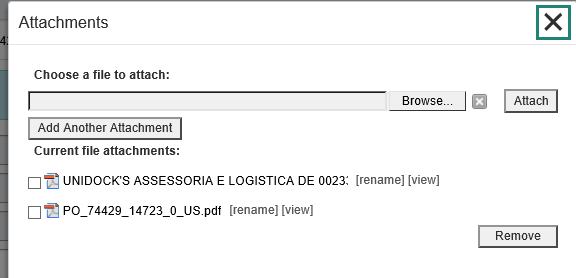 Attachments
Choose a file to attach:
Browse... Attach
Add Another Attachment
Current file attachments:
UNIDOCK'S ASSESSORIA E LOGISTICA DE [rename] [view]
PO_74429_14723_0_US.pdf [rename] [view]
Remove